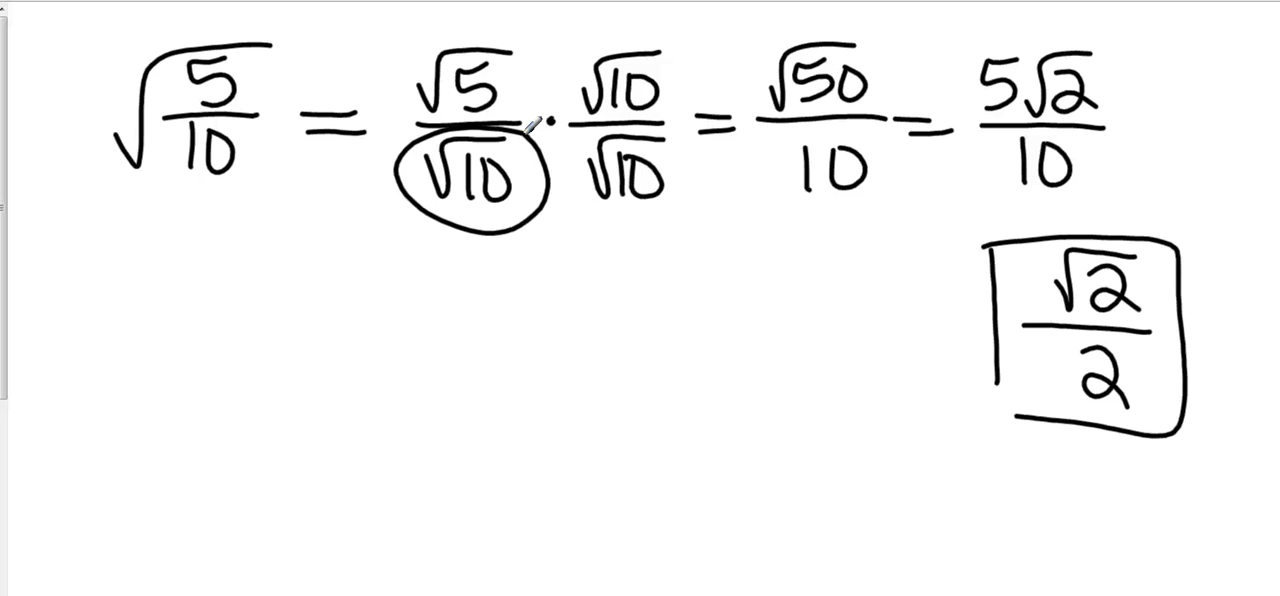 √(5/10) = √5/√10 · √10/√10 = √50/10 = 5√2/10
√2/2